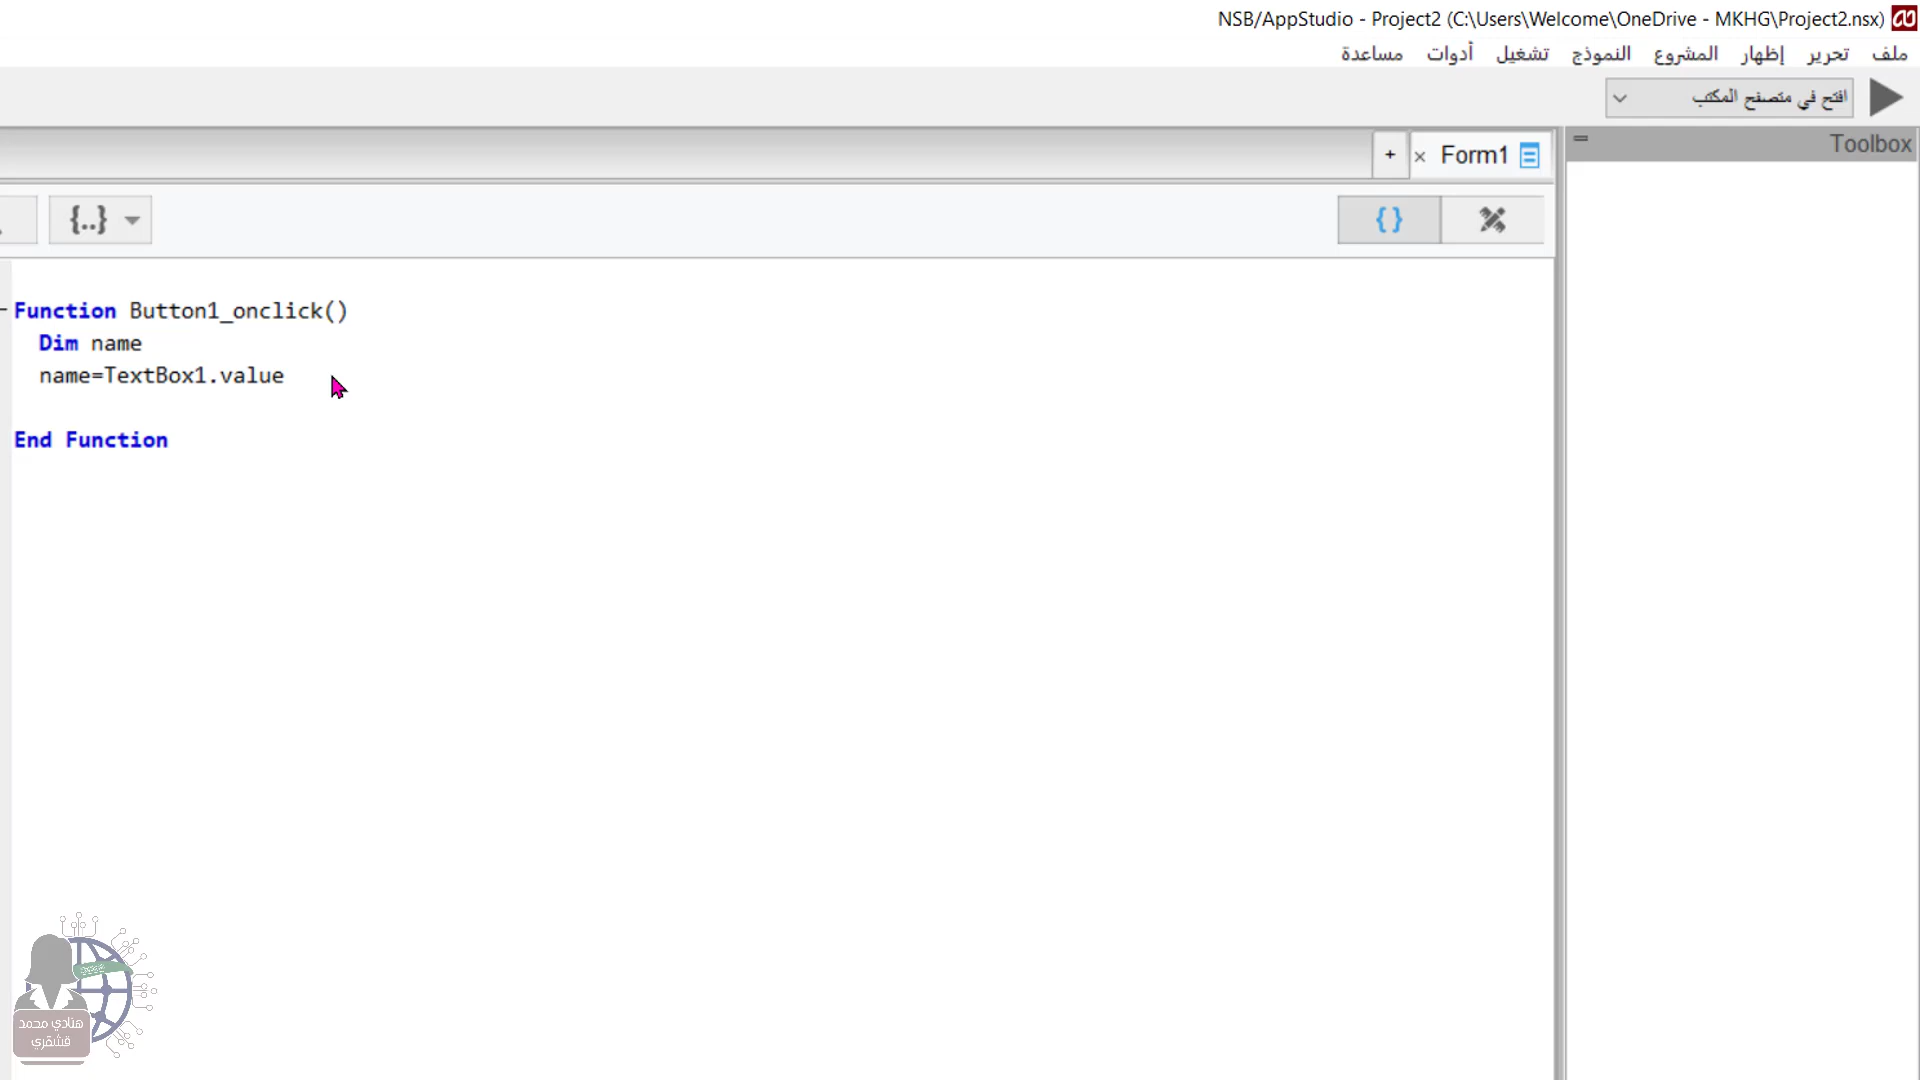 NSB/AppStudio - Project2 (C:\Users\Welcome\OneDrive - MKHG\Project2.nsx)
ملف تحرير إظهار المشروع النموذج تشغيل أدوات مساعدة
افتح في متصفح المكتب
Toolbox
+ × Form1
{..}
{}
Function Button1_onclick()
Dim name
name=TextBox1.value
End Function
هنادي محمد
قشقري